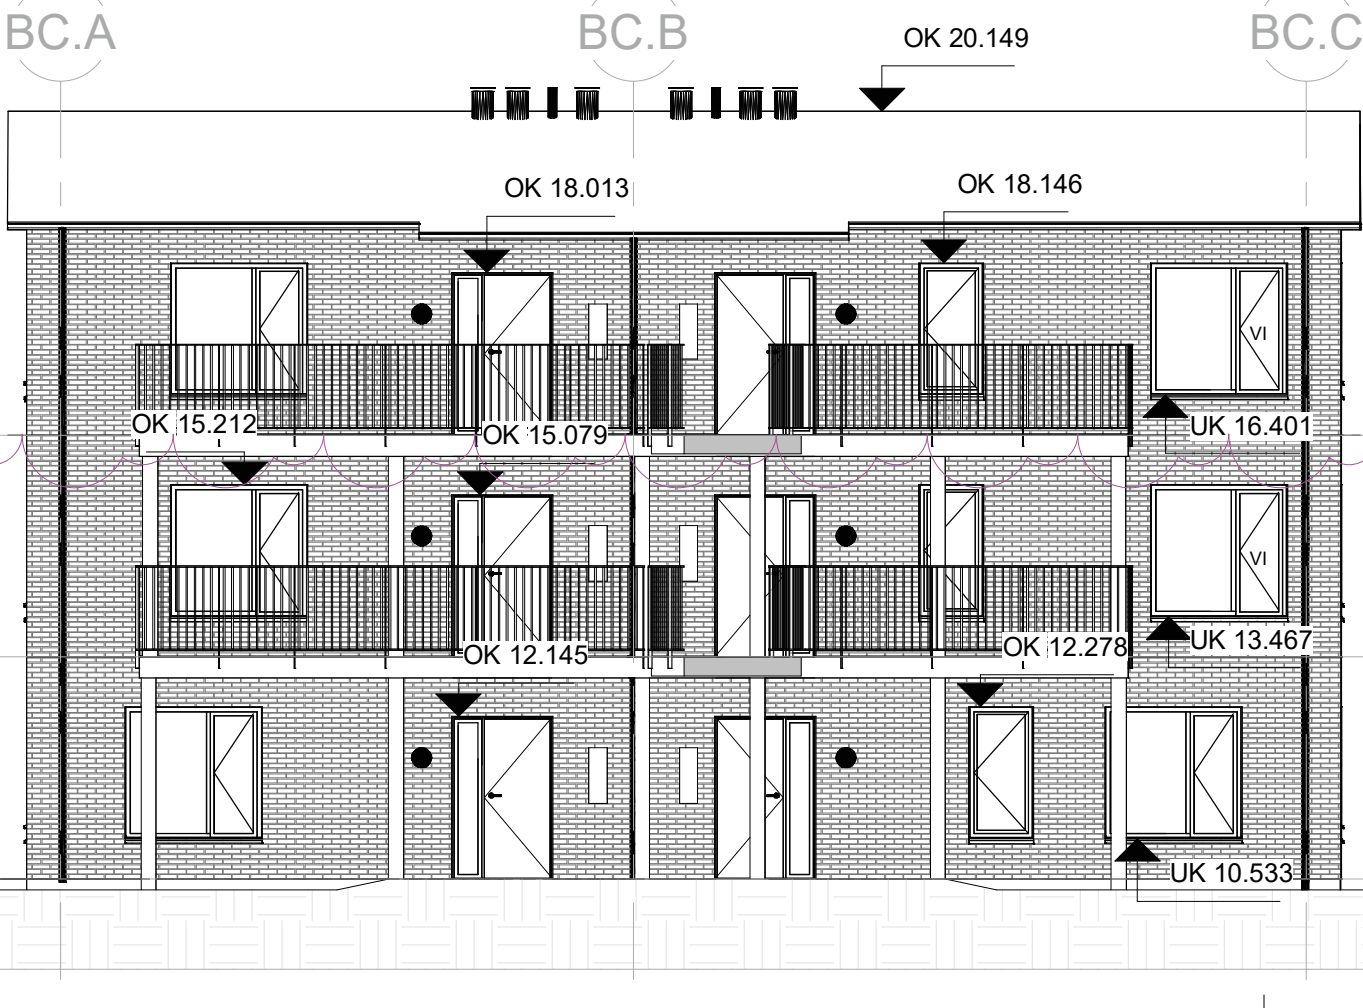 BC.A
BC.B
BC.C
OK 20.149
OK 18.013
OK 18.146
VI
OK 15.212
OK 15.079
UK 16.401
VI
OK 12.145
OK 12.278
UK 13.467
UK 10.533